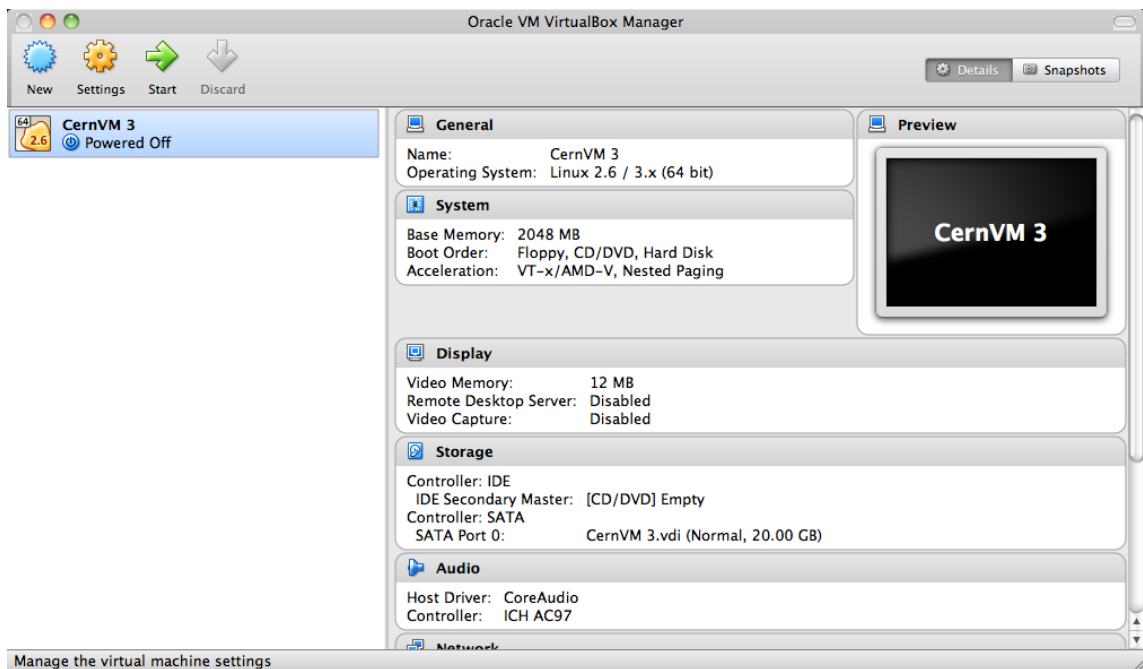 Oracle VM VirtualBox Manager
New
Settings
Start
Discard
Details
Snapshots
64
2.6
CernVM 3
Powered Off
General
Name: CernVM 3
Operating System: Linux 2.6 / 3.x (64 bit)
System
Base Memory: 2048 MB
Boot Order: Floppy, CD/DVD, Hard Disk
Acceleration: VT-x/AMD-V, Nested Paging
Preview
CernVM 3
Display
Video Memory: 12 MB
Remote Desktop Server: Disabled
Video Capture: Disabled
Storage
Controller: IDE
IDE Secondary Master: [CD/DVD] Empty
Controller: SATA
SATA Port 0: CernVM 3.vdi (Normal, 20.00 GB)
Audio
Host Driver: CoreAudio
Controller: ICH AC97
Network
Manage the virtual machine settings